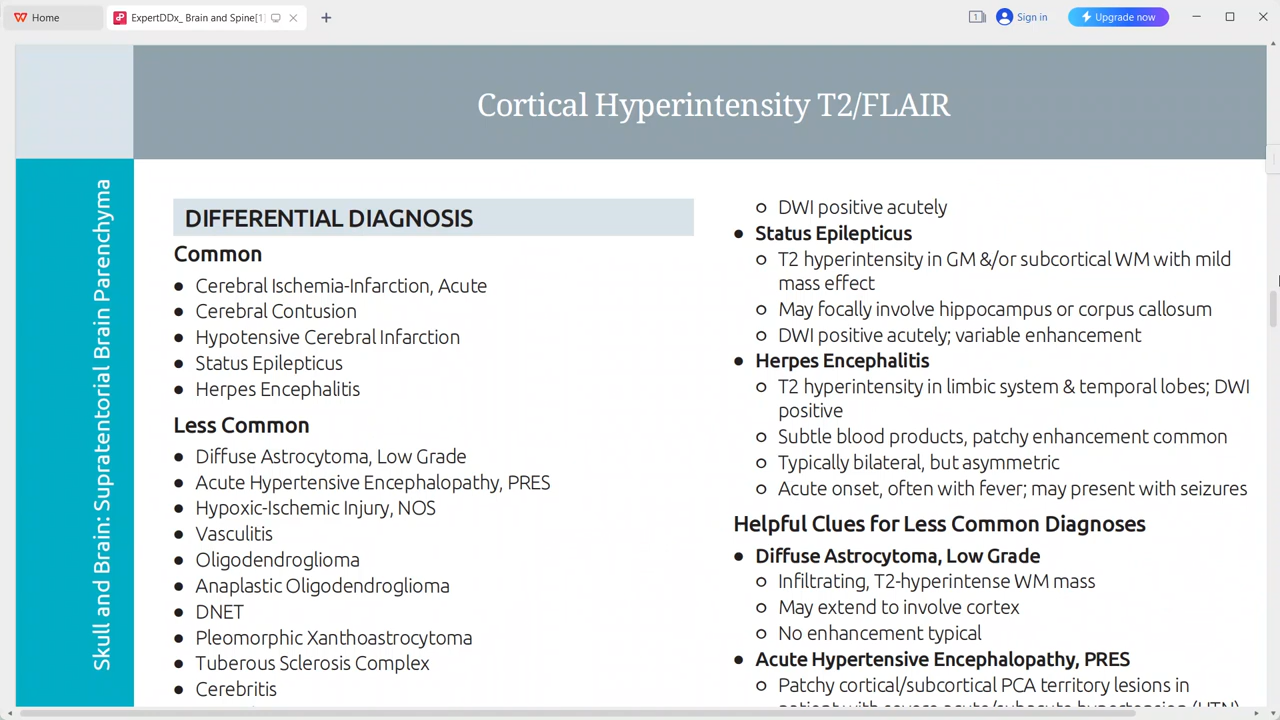 Home
ExpertDDx_ Brain and Spine[1]
1
Sign in
Upgrade now
Cortical Hyperintensity T2/FLAIR
Skull and Brain: Supratentorial Brain Parenchyma
DIFFERENTIAL DIAGNOSIS
Common
● Cerebral Ischemia-Infarction, Acute
● Cerebral Contusion
● Hypotensive Cerebral Infarction
● Status Epilepticus
● Herpes Encephalitis
Less Common
● Diffuse Astrocytoma, Low Grade
● Acute Hypertensive Encephalopathy, PRES
● Hypoxic-Ischemic Injury, NOS
● Vasculitis
● Oligodendroglioma
● Anaplastic Oligodendroglioma
● DNET
● Pleomorphic Xanthoastrocytoma
● Tuberous Sclerosis Complex
● Cerebritis
○ DWI positive acutely
● Status Epilepticus
○ T2 hyperintensity in GM &/or subcortical WM with mild
mass effect
○ May focally involve hippocampus or corpus callosum
○ DWI positive acutely; variable enhancement
● Herpes Encephalitis
○ T2 hyperintensity in limbic system & temporal lobes; DWI
positive
○ Subtle blood products, patchy enhancement common
○ Typically bilateral, but asymmetric
○ Acute onset, often with fever; may present with seizures
Helpful Clues for Less Common Diagnoses
● Diffuse Astrocytoma, Low Grade
○ Infiltrating, T2-hyperintense WM mass
○ May extend to involve cortex
○ No enhancement typical
● Acute Hypertensive Encephalopathy, PRES
○ Patchy cortical/subcortical PCA territory lesions in
patient with severe acute/subacute hypertension (HTN)